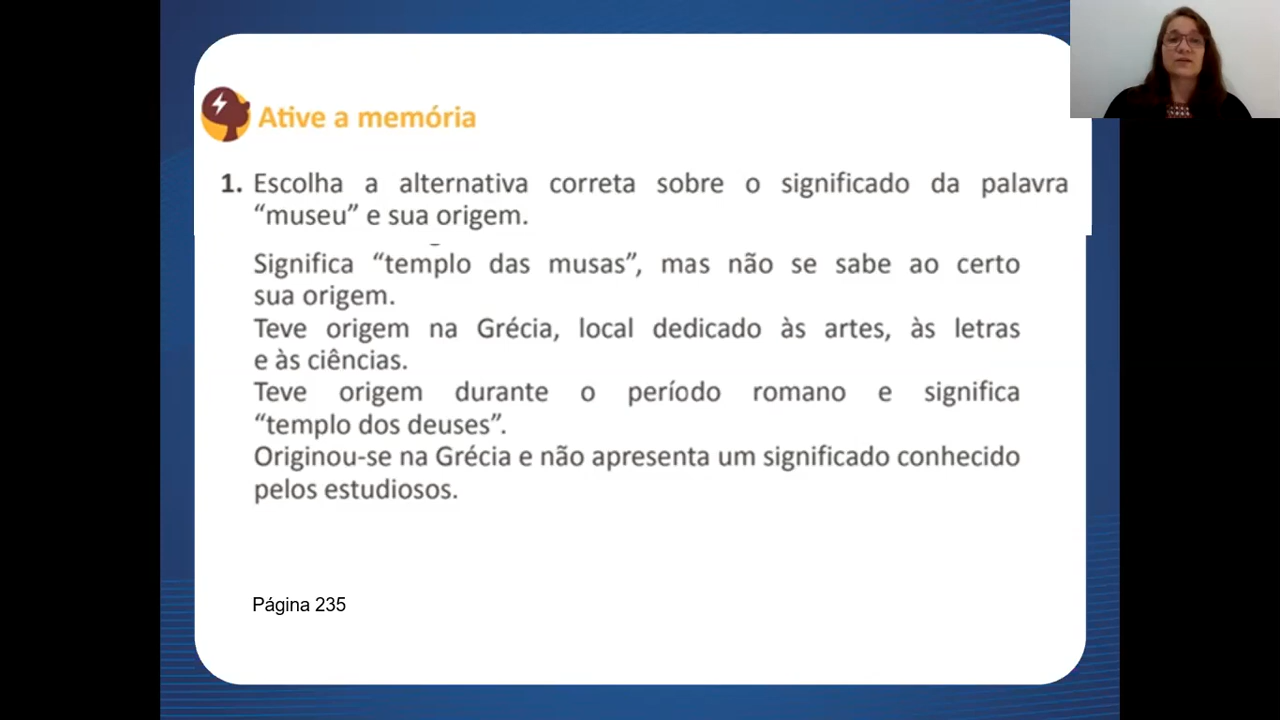 Ative a memória
1. Escolha a alternativa correta sobre o significado da palavra
“museu” e sua origem.
Significa “templo das musas”, mas não se sabe ao certo
sua origem.
Teve origem na Grécia, local dedicado às artes, às letras
e às ciências.
Teve origem durante o período romano e significa
“templo dos deuses”.
Originou-se na Grécia e não apresenta um significado conhecido
pelos estudiosos.
Página 235